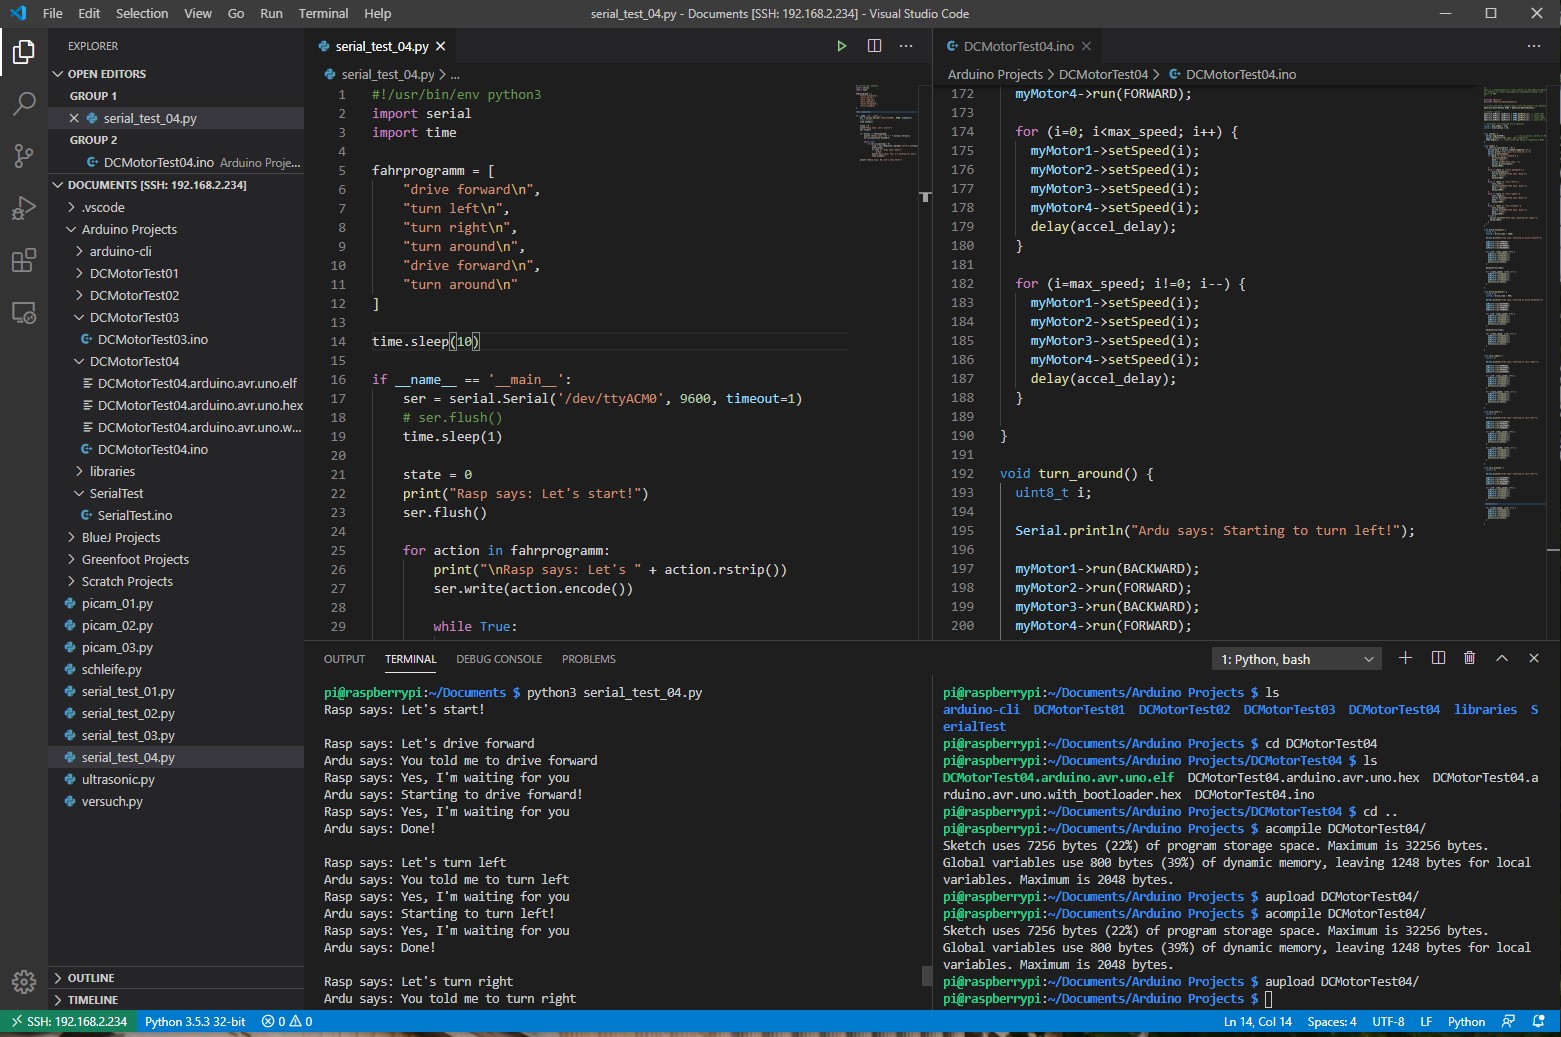 File Edit Selection View Go Run Terminal Help
serial_test_04.py - Documents [SSH: 192.168.2.234] - Visual Studio Code
EXPLORER
OPEN EDITORS
GROUP 1
serial_test_04.py
GROUP 2
DCMotorTest04.ino Arduino Proje...
DOCUMENTS [SSH: 192.168.2.234]
.vscode
Arduino Projects
arduino-cli
DCMotorTest01
DCMotorTest02
DCMotorTest03
DCMotorTest03.ino
DCMotorTest04
DCMotorTest04.arduino.avr.uno.elf
DCMotorTest04.arduino.avr.uno.hex
DCMotorTest04.arduino.avr.uno.w...
DCMotorTest04.ino
libraries
SerialTest
SerialTest.ino
BlueJ Projects
Greenfoot Projects
Scratch Projects
picam_01.py
picam_02.py
picam_03.py
schleife.py
serial_test_01.py
serial_test_02.py
serial_test_03.py
serial_test_04.py
ultrasonic.py
versuch.py
OUTLINE
TIMELINE
serial_test_04.py
serial_test_04.py > ...
1 #!/usr/bin/env python3
2 import serial
3 import time
4
5 fahrprogramm = [
6 "drive forward\n",
7 "turn left\n",
8 "turn right\n",
9 "turn around\n",
10 "drive forward\n",
11 "turn around\n"
12 ]
13
14 time.sleep(10)
15
16 if __name__ == '__main__':
17 ser = serial.Serial('/dev/ttyACM0', 9600, timeout=1)
18 # ser.flush()
19 time.sleep(1)
20
21 state = 0
22 print("Rasp says: Let's start!")
23 ser.flush()
24
25 for action in fahrprogramm:
26 print("\nRasp says: Let's " + action.rstrip())
27 ser.write(action.encode())
28
29 while True:
DCMotorTest04.ino
Arduino Projects > DCMotorTest04 > DCMotorTest04.ino
172 myMotor4->run(FORWARD);
173
174 for (i=0; i<max_speed; i++) {
175 myMotor1->setSpeed(i);
176 myMotor2->setSpeed(i);
177 myMotor3->setSpeed(i);
178 myMotor4->setSpeed(i);
179 delay(accel_delay);
180 }
181
182 for (i=max_speed; i!=0; i--) {
183 myMotor1->setSpeed(i);
184 myMotor2->setSpeed(i);
185 myMotor3->setSpeed(i);
186 myMotor4->setSpeed(i);
187 delay(accel_delay);
188 }
189
190 }
191
192 void turn_around() {
193 uint8_t i;
194
195 Serial.println("Ardu says: Starting to turn left!");
196
197 myMotor1->run(BACKWARD);
198 myMotor2->run(FORWARD);
199 myMotor3->run(BACKWARD);
200 myMotor4->run(FORWARD);
OUTPUT TERMINAL DEBUG CONSOLE PROBLEMS
1: Python, bash
pi@raspberrypi:~/Documents $ python3 serial_test_04.py
Rasp says: Let's start!
Rasp says: Let's drive forward
Ardu says: You told me to drive forward
Rasp says: Yes, I'm waiting for you
Ardu says: Starting to drive forward!
Rasp says: Yes, I'm waiting for you
Ardu says: Done!
Rasp says: Let's turn left
Ardu says: You told me to turn left
Rasp says: Yes, I'm waiting for you
Ardu says: Starting to turn left!
Rasp says: Yes, I'm waiting for you
Ardu says: Done!
Rasp says: Let's turn right
Ardu says: You told me to turn right
pi@raspberrypi:~/Documents/Arduino Projects $ ls
arduino-cli DCMotorTest01 DCMotorTest02 DCMotorTest03 DCMotorTest04 libraries S
erialTest
pi@raspberrypi:~/Documents/Arduino Projects $ cd DCMotorTest04
pi@raspberrypi:~/Documents/Arduino Projects/DCMotorTest04 $ ls
DCMotorTest04.arduino.avr.uno.elf DCMotorTest04.arduino.avr.uno.hex DCMotorTest04.a
rduino.avr.uno.with_bootloader.hex DCMotorTest04.ino
pi@raspberrypi:~/Documents/Arduino Projects/DCMotorTest04 $ cd ..
pi@raspberrypi:~/Documents/Arduino Projects $ acompile DCMotorTest04/
Sketch uses 7256 bytes (22%) of program storage space. Maximum is 32256 bytes.
Global variables use 800 bytes (39%) of dynamic memory, leaving 1248 bytes for local
variables. Maximum is 2048 bytes.
pi@raspberrypi:~/Documents/Arduino Projects $ aupload DCMotorTest04/
pi@raspberrypi:~/Documents/Arduino Projects $ acompile DCMotorTest04/
Sketch uses 7256 bytes (22%) of program storage space. Maximum is 32256 bytes.
Global variables use 800 bytes (39%) of dynamic memory, leaving 1248 bytes for local
variables. Maximum is 2048 bytes.
pi@raspberrypi:~/Documents/Arduino Projects $ aupload DCMotorTest04/
pi@raspberrypi:~/Documents/Arduino Projects $
SSH: 192.168.2.234 Python 3.5.3 32-bit 0 0
Ln 14, Col 14 Spaces: 4 UTF-8 LF Python